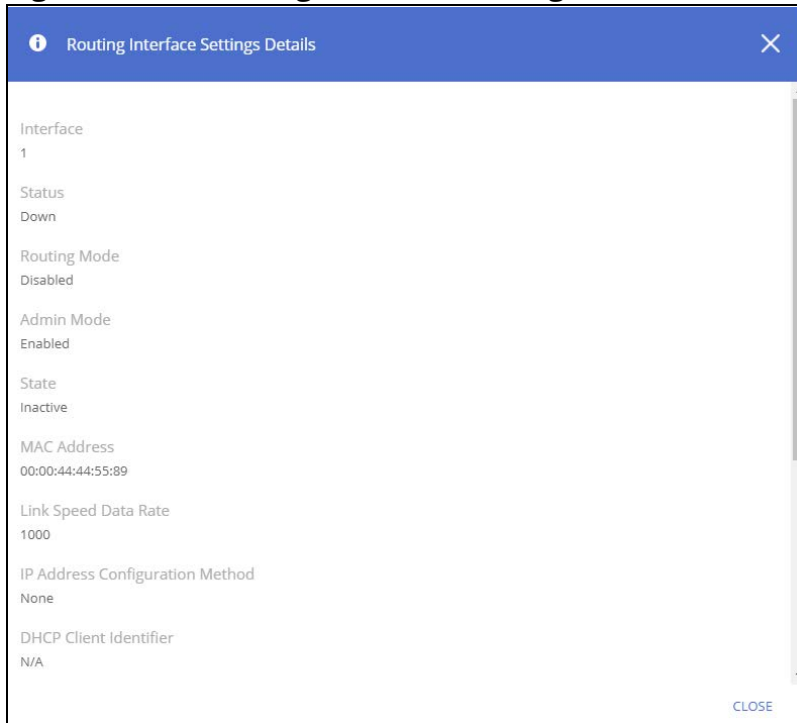 Routing Interface Settings Details
Interface
1
Status
Down
Routing Mode
Disabled
Admin Mode
Enabled
State
Inactive
MAC Address
00:00:44:44:55:89
Link Speed Data Rate
1000
IP Address Configuration Method
None
DHCP Client Identifier
N/A
CLOSE